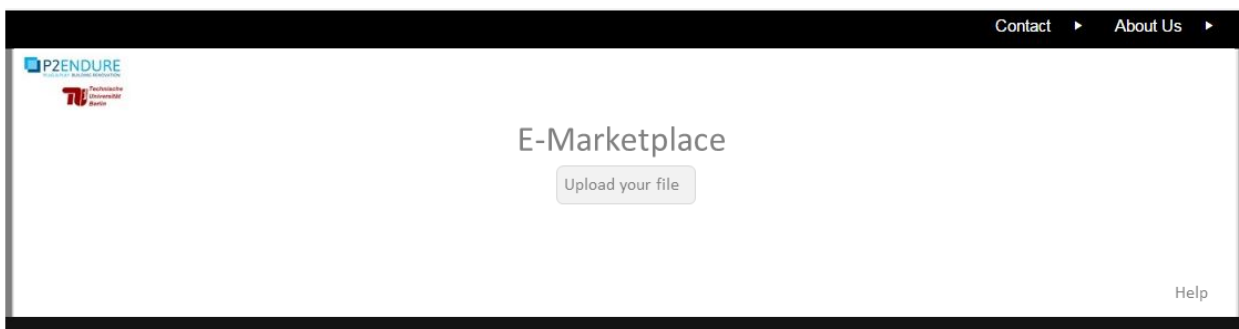 Contact About Us
P2ENDURE
Technische
Universität
Berlin
E-Marketplace
Upload your file
Help